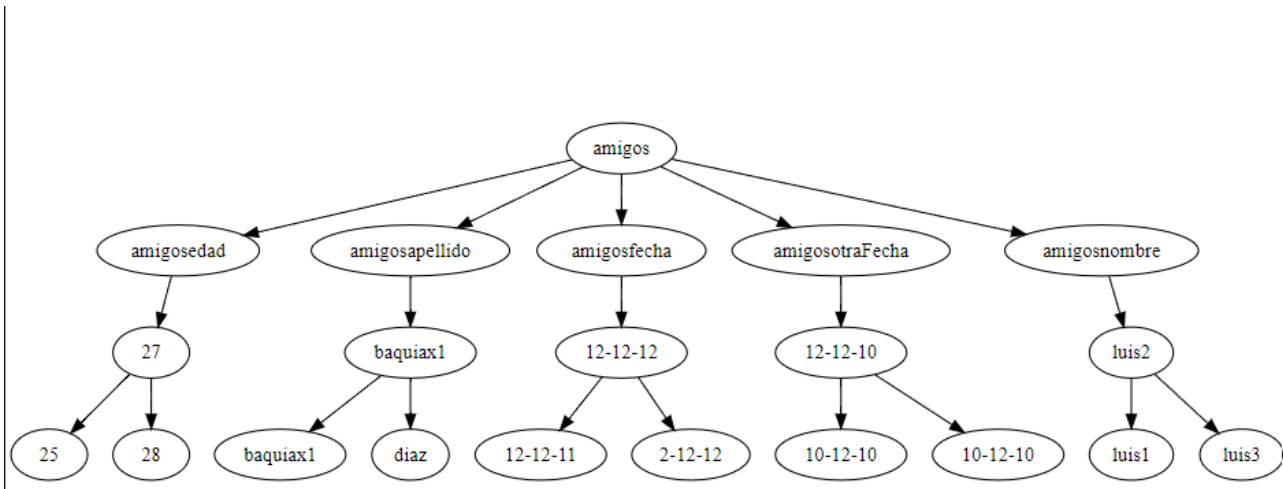 amigos
amigosedad amigosapellido amigosfecha amigosotraFecha amigosnombre
27 baquiax1 12-12-12 12-12-10 luis2
25 28 baquiax1 diaz 12-12-11 2-12-12 10-12-10 10-12-10 luis1 luis3